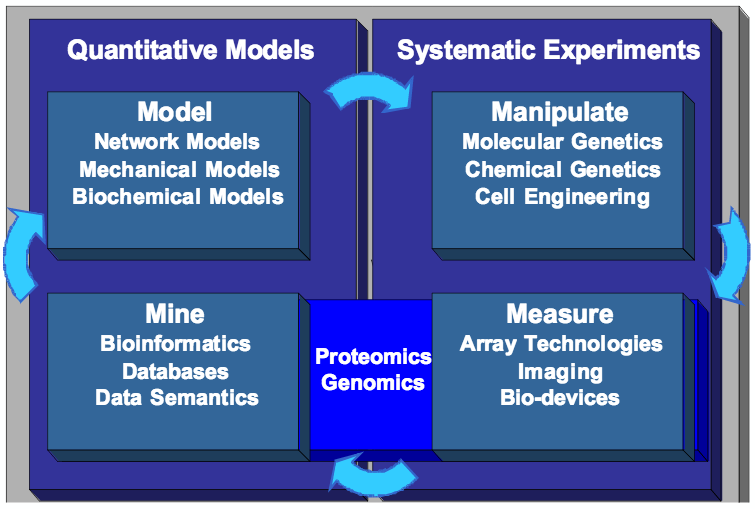 Quantitative Models
Systematic Experiments
Model
Network Models
Mechanical Models
Biochemical Models
Manipulate
Molecular Genetics
Chemical Genetics
Cell Engineering
Mine
Bioinformatics
Databases
Data Semantics
Proteomics
Genomics
Measure
Array Technologies
Imaging
Bio-devices